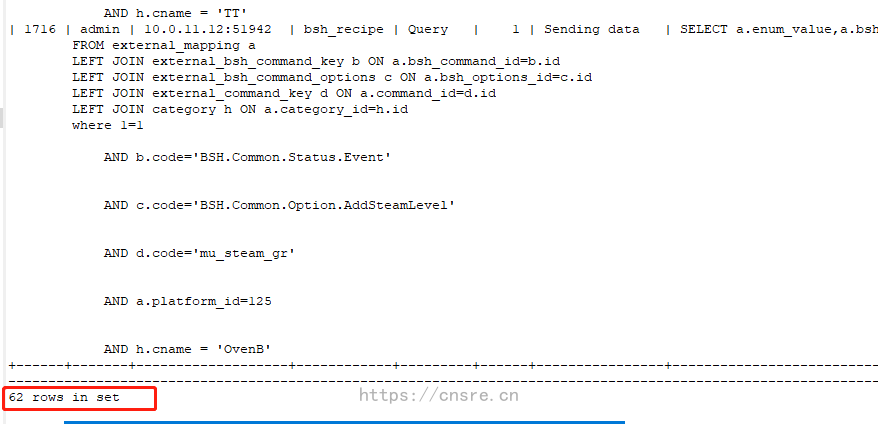 AND h.cname = 'TT'
| 1716 | admin | 10.0.11.12:51942 | bsh_recipe | Query | 1 | Sending data | SELECT a.enum_value,a.bsh
FROM external_mapping a
LEFT JOIN external_bsh_command_key b ON a.bsh_command_id=b.id
LEFT JOIN external_bsh_command_options c ON a.bsh_options_id=c.id
LEFT JOIN external_command_key d ON a.command_id=d.id
LEFT JOIN category h ON a.category_id=h.id
where 1=1
AND b.code='BSH.Common.Status.Event'
AND c.code='BSH.Common.Option.AddSteamLevel'
AND d.code='mu_steam_gr'
AND a.platform_id=125
AND h.cname = 'OvenB'
62 rows in set
https://cnsre.cn